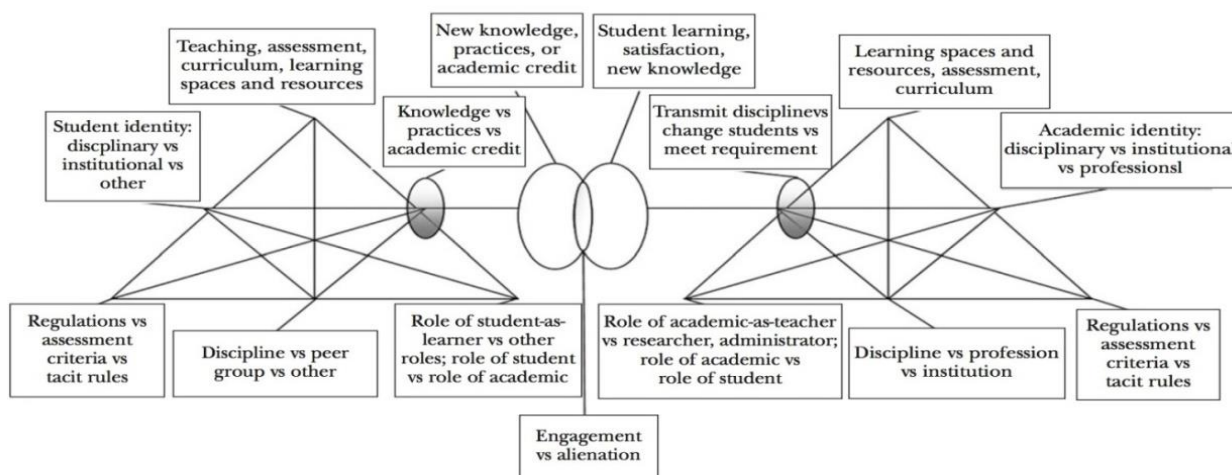 Teaching, assessment,
curriculum, learning
spaces and resources
New knowledge,
practices, or
academic credit
Student learning,
satisfaction,
new knowledge
Learning spaces and
resources, assessment,
curriculum
Student identity:
discplinary vs
institutional vs
other
Knowledge vs
practices vs
academic credit
Transmit disciplinevs
change students vs
meet requirement
Academic identity:
disciplinary vs institutional
vs professionsl
Regulations vs
assessment
criteria vs
tacit rules
Discipline vs peer
group vs other
Role of student-as-
learner vs other
roles; role of student
vs role of academic
Role of academic-as-teacher
vs researcher, administrator;
role of academic vs
role of student
Discipline vs profession
vs institution
Regulations vs
assessment
criteria vs
tacit rules
Engagement
vs alienation